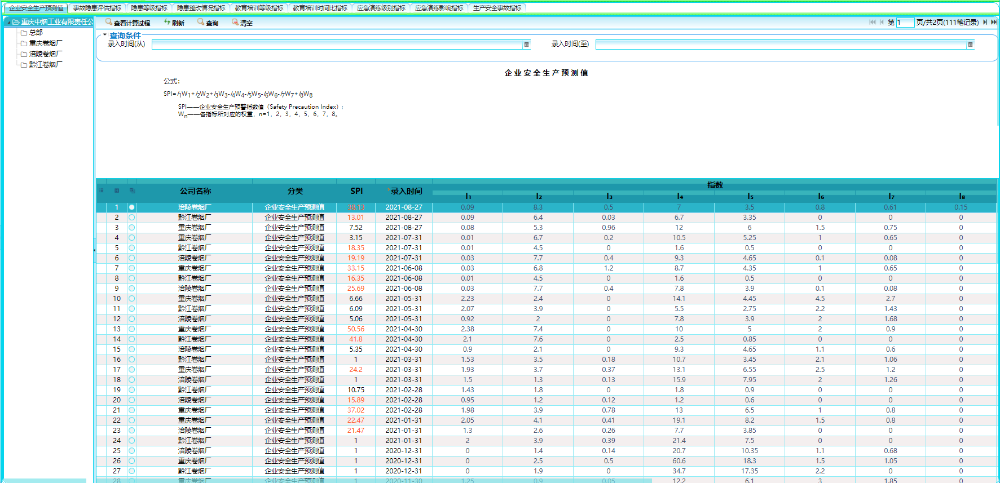 企业安全生产预测值 事故隐患评估指标 隐患等级指标 隐患整改情况指标 教育培训等级指标 教育培训时间比指标 应急演练级别指标 应急演练影响指标 生产安全事故指标
重庆中烟工业有限责任公
总部
重庆卷烟厂
涪陵卷烟厂
黔江卷烟厂
查看计算过程 刷新 查询 清空 第 1 页/共2页(111笔记录)
查询条件
录入时间(从) 录入时间(至)
企业安全生产预测值
公式:
SPI=I1W1+I2W2+I3W3-I4W4-I5W5-I6W6-I7W7+I8W8
SPI——企业安全生产预警指数值（Safety Precaution Index）;
Wn——各指标所对应的权重，n=1，2，3，4，5，6，7，8。
公司名称 分类 SPI 录入时间 指数
I1 I2 I3 I4 I5 I6 I7 I8
1 涪陵卷烟厂 企业安全生产预测值 38.13 2021-08-27 0.09 8.3 0.5 7 3.5 0.8 0.61 0.15
2 黔江卷烟厂 企业安全生产预测值 13.01 2021-08-27 0.09 6.4 0.03 6.7 3.35 0 0 0
3 重庆卷烟厂 企业安全生产预测值 7.52 2021-08-27 0.08 5.3 0.96 12 6 1.5 0.75 0
4 重庆卷烟厂 企业安全生产预测值 3.15 2021-07-31 0.01 6.7 0.2 10.5 5.25 1 0.65 0
5 黔江卷烟厂 企业安全生产预测值 18.35 2021-07-31 0.01 4.5 0 1.6 0.5 0 0 0
6 涪陵卷烟厂 企业安全生产预测值 19.19 2021-07-31 0.03 7.7 0.4 9.3 4.65 0.1 0.08 0
7 重庆卷烟厂 企业安全生产预测值 33.15 2021-06-08 0.03 6.8 1.2 8.7 4.35 1 0.65 0
8 黔江卷烟厂 企业安全生产预测值 16.35 2021-06-08 0.01 4.5 0 1.6 0.5 0 0 0
9 涪陵卷烟厂 企业安全生产预测值 25.69 2021-06-08 0.03 7.7 0.4 7.8 3.9 0.1 0.08 0
10 重庆卷烟厂 企业安全生产预测值 6.66 2021-05-31 2.23 2.4 0 14.1 4.45 4.5 2.7 0
11 黔江卷烟厂 企业安全生产预测值 6.09 2021-05-31 2.07 3.9 0 5.5 2.75 2.2 1.43 0
12 涪陵卷烟厂 企业安全生产预测值 5.06 2021-05-31 0.92 2 0 7.8 3.9 2 1.68 0
13 重庆卷烟厂 企业安全生产预测值 50.56 2021-04-30 2.38 7.4 0 10 5 2 0.9 0
14 黔江卷烟厂 企业安全生产预测值 41.8 2021-04-30 2.1 7.6 0 2.5 0.85 0 0 0
15 涪陵卷烟厂 企业安全生产预测值 5.35 2021-04-30 0.9 2.1 0 9.3 4.65 1.1 0.6 0
16 黔江卷烟厂 企业安全生产预测值 1 2021-03-31 1.53 3.5 0.18 10.7 3.45 2.1 1.06 0
17 重庆卷烟厂 企业安全生产预测值 24.2 2021-03-31 1.93 3.7 0.37 13.1 6.55 2.5 1.2 0
18 涪陵卷烟厂 企业安全生产预测值 1 2021-03-31 1.5 1.3 0.13 15.9 7.95 2 1.26 0
19 黔江卷烟厂 企业安全生产预测值 10.75 2021-02-28 1.43 1.8 0 1.8 0.9 0 0 0
20 涪陵卷烟厂 企业安全生产预测值 15.89 2021-02-28 0.95 1.2 0.12 1.2 0.6 0 0 0
21 重庆卷烟厂 企业安全生产预测值 37.02 2021-02-28 1.98 3.9 0.78 13 6.5 1 0.8 0
22 重庆卷烟厂 企业安全生产预测值 22.47 2021-01-31 2.05 4.1 0.41 19.1 8.2 1.5 0.8 0
23 涪陵卷烟厂 企业安全生产预测值 21.47 2021-01-31 1.3 2.6 0.26 7.7 3.85 0 0 0
24 黔江卷烟厂 企业安全生产预测值 1 2021-01-31 2 3.9 0.39 21.4 7.5 0 0 0
25 涪陵卷烟厂 企业安全生产预测值 1 2020-12-31 0 1.4 0.14 20.7 10.35 1.1 0.68 0
26 重庆卷烟厂 企业安全生产预测值 1 2020-12-31 0 2.5 0.5 60.6 18.3 1.5 1.05 0
27 黔江卷烟厂 企业安全生产预测值 1 2020-12-31 0 1.9 0 34.7 17.35 2.2 0 0
28 重庆卷烟厂 企业安全生产预测值 1 2020-11-30 1.25 0.9 0.05 12.2 6.1 3 1.85 0